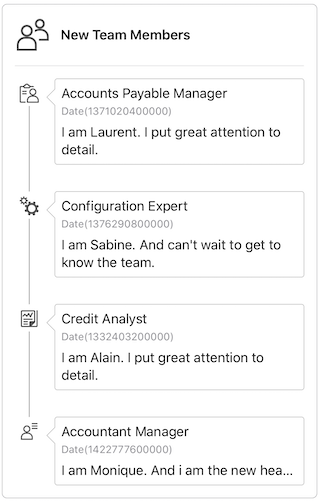 New Team Members
Accounts Payable Manager
Date(1371020400000)
I am Laurent. I put great attention to
detail.
Configuration Expert
Date(1376290800000)
I am Sabine. And can't wait to get to
know the team.
Credit Analyst
Date(1332403200000)
I am Alain. I put great attention to
detail.
Accountant Manager
Date(1422777600000)
I am Monique. And i am the new hea...